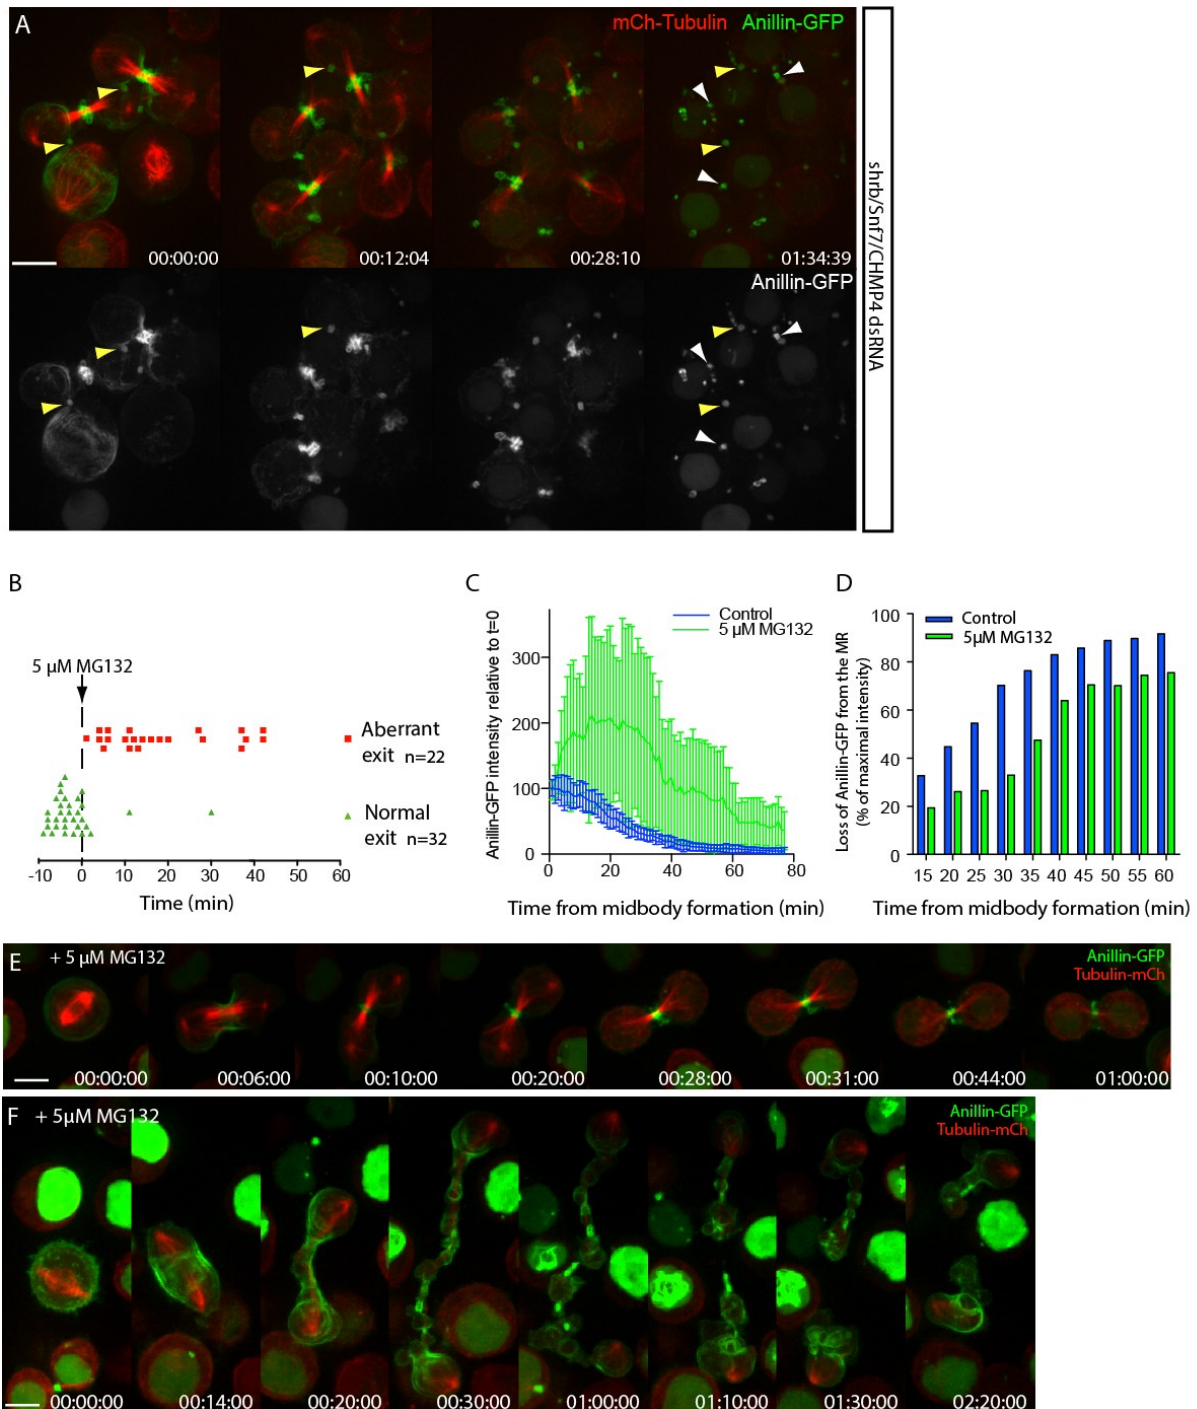 A
mCh-Tubulin Anillin-GFP
00:00:00
00:12:04
00:28:10
01:34:39
Anillin-GFP
shrb/Snf7/CHMP4 dsRNA
B
5 µM MG132
Aberrant
exit n=22
Normal
exit n=32
-10 0 10 20 30 40 50 60
Time (min)
C
Anillin-GFP intensity relative to t=0
Control
5 µM MG132
300
200
100
0
0 20 40 60 80
Time from midbody formation (min)
D
Loss of Anillin-GFP from the MR
(% of maximal intensity)
Control
5µM MG132
100
80
60
40
20
0
15 20 25 30 35 40 45 50 55 60
Time from midbody formation (min)
E
+ 5 µM MG132
Anillin-GFP
Tubulin-mCh
00:00:00
00:06:00
00:10:00
00:20:00
00:28:00
00:31:00
00:44:00
01:00:00
F
+ 5µM MG132
Anillin-GFP
Tubulin-mCh
00:00:00
00:14:00
00:20:00
00:30:00
01:00:00
01:10:00
01:30:00
02:20:00